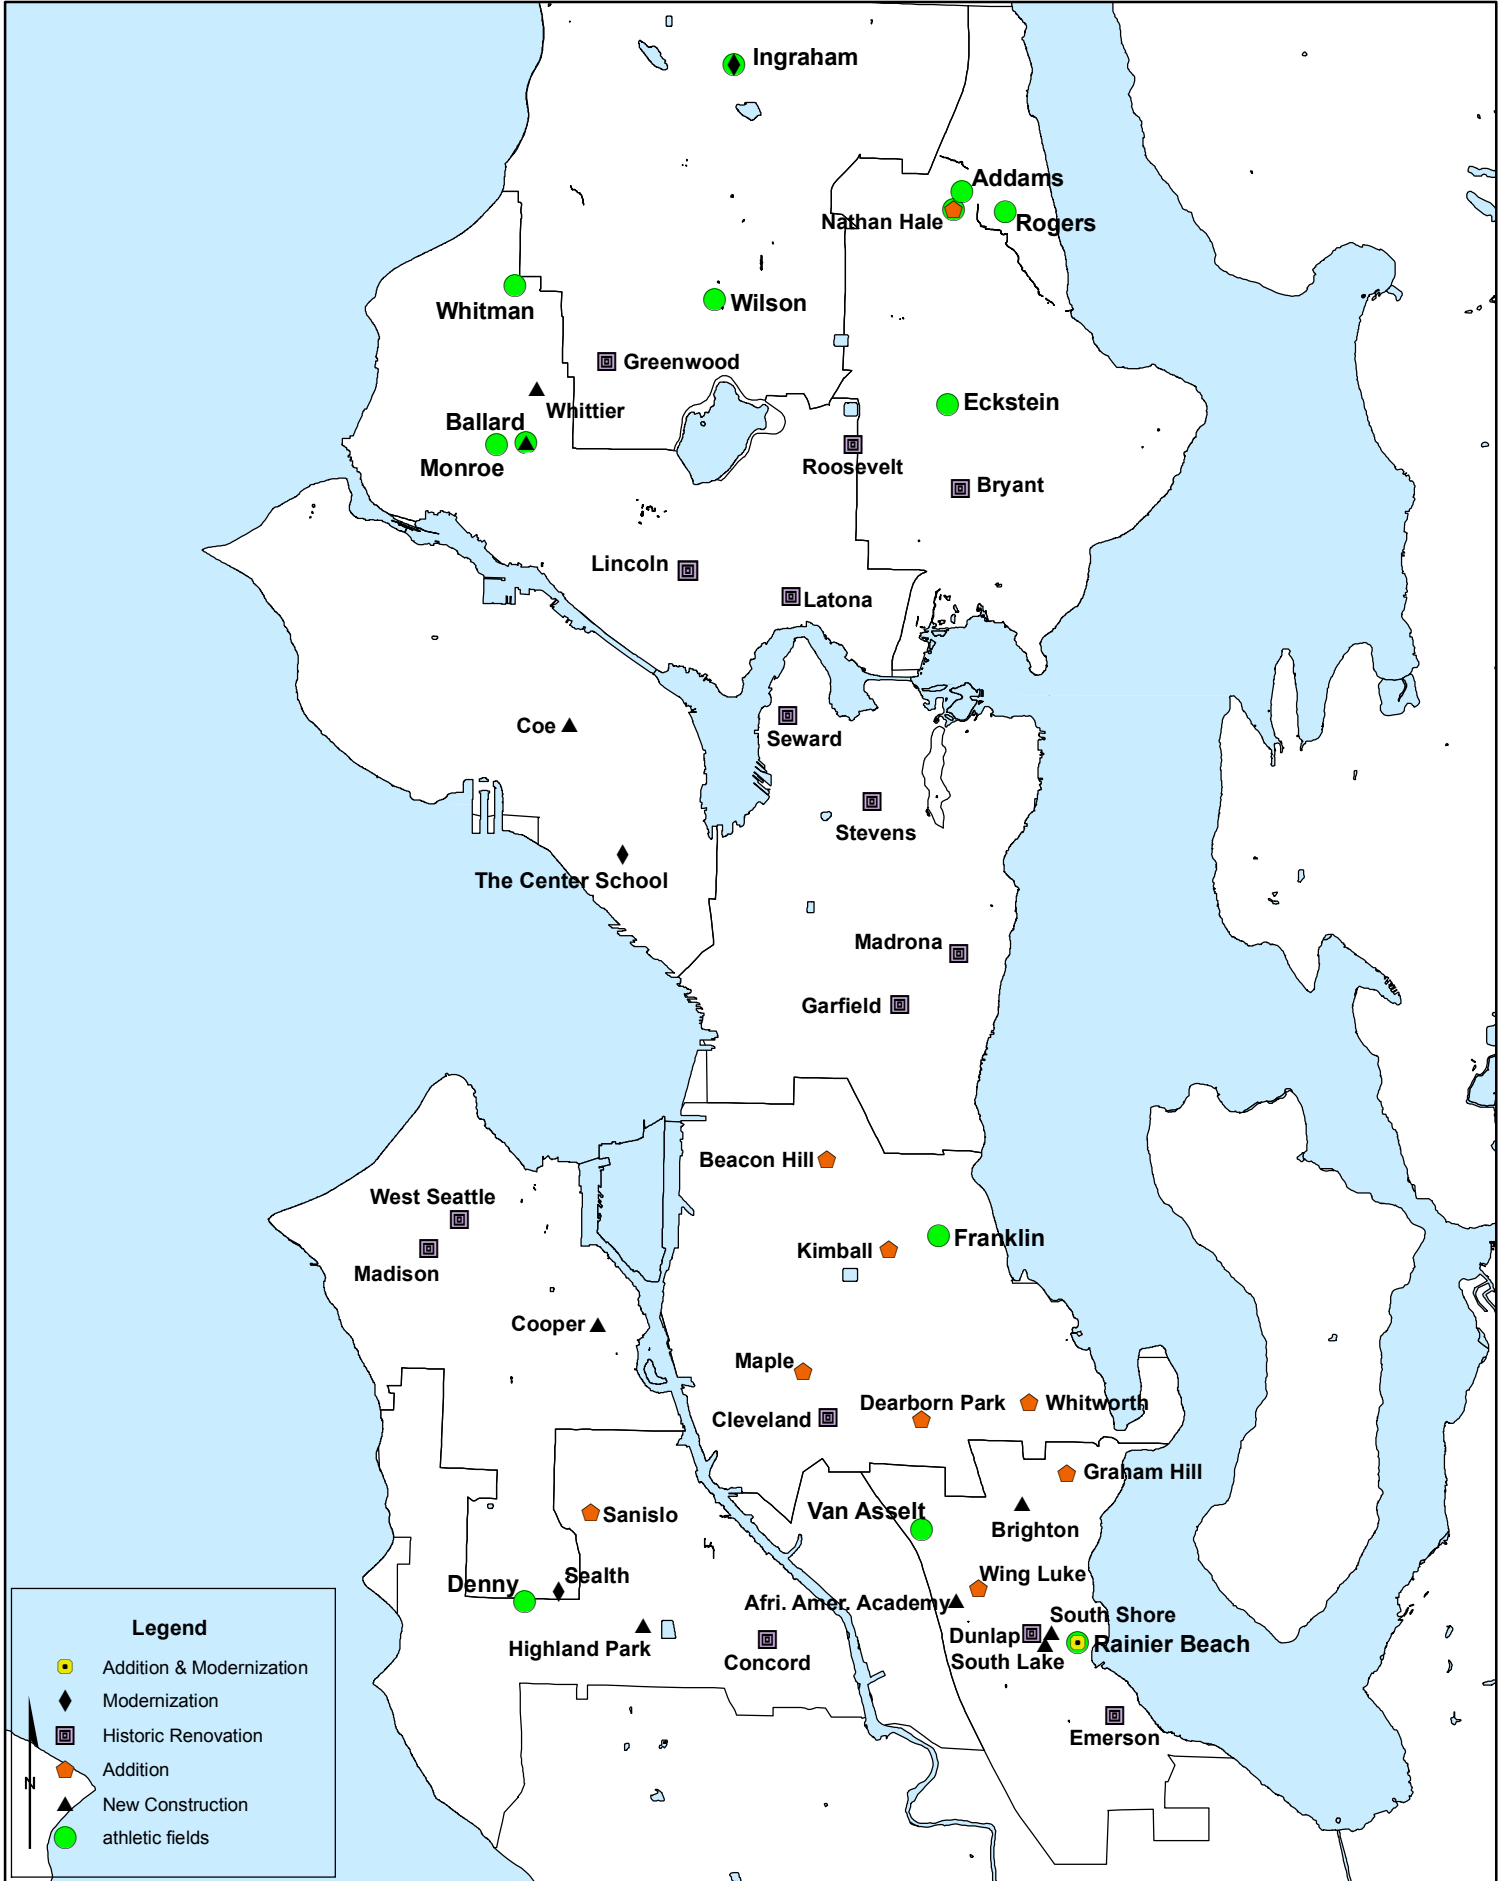 Ingraham
Addams
Nathan Hale
Rogers
Whitman
Wilson
Greenwood
Whittier
Ballard
Eckstein
Monroe
Roosevelt
Bryant
Lincoln
Latona
Coe
Seward
Stevens
The Center School
Madrona
Garfield
Beacon Hill
West Seattle
Franklin
Kimball
Madison
Cooper
Maple
Dearborn Park
Whitworth
Cleveland
Graham Hill
Van Asselt
Sanislo
Brighton
Wing Luke
Sealth
Denny
Afri. Amer. Academy
South Shore
Highland Park
Dunlap
Rainier Beach
South Lake
Concord
Emerson
Legend
Addition & Modernization
Modernization
Historic Renovation
Addition
N
New Construction
athletic fields